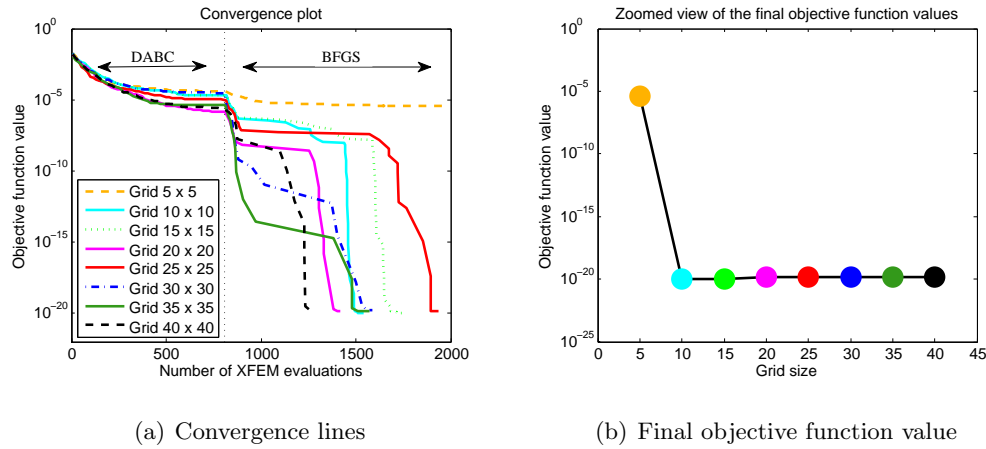 Convergence plot
10^0
10^-5
10^-10
10^-15
10^-20
Objective function value
DABC
BFGS
Grid 5 x 5
Grid 10 x 10
Grid 15 x 15
Grid 20 x 20
Grid 25 x 25
Grid 30 x 30
Grid 35 x 35
Grid 40 x 40
0 500 1000 1500 2000
Number of XFEM evaluations
(a) Convergence lines
Zoomed view of the final objective function values
10^0
10^-5
10^-10
10^-15
10^-20
10^-25
Objective function value
0 5 10 15 20 25 30 35 40 45
Grid size
(b) Final objective function value